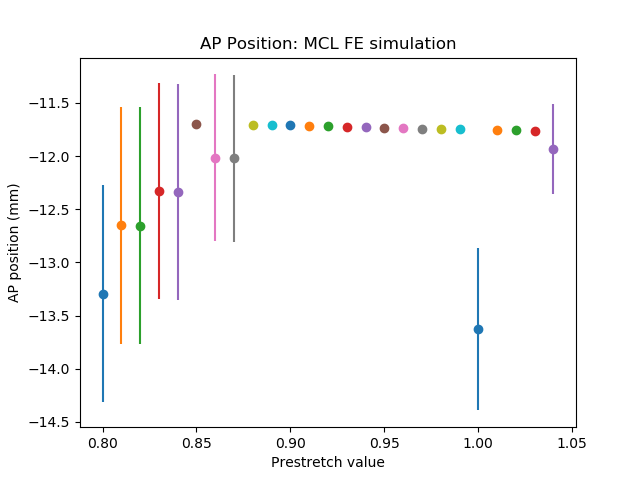 AP Position: MCL FE simulation
−11.5
−12.0
−12.5
−13.0
−13.5
−14.0
−14.5
AP position (mm)
0.80 0.85 0.90 0.95 1.00 1.05
Prestretch value